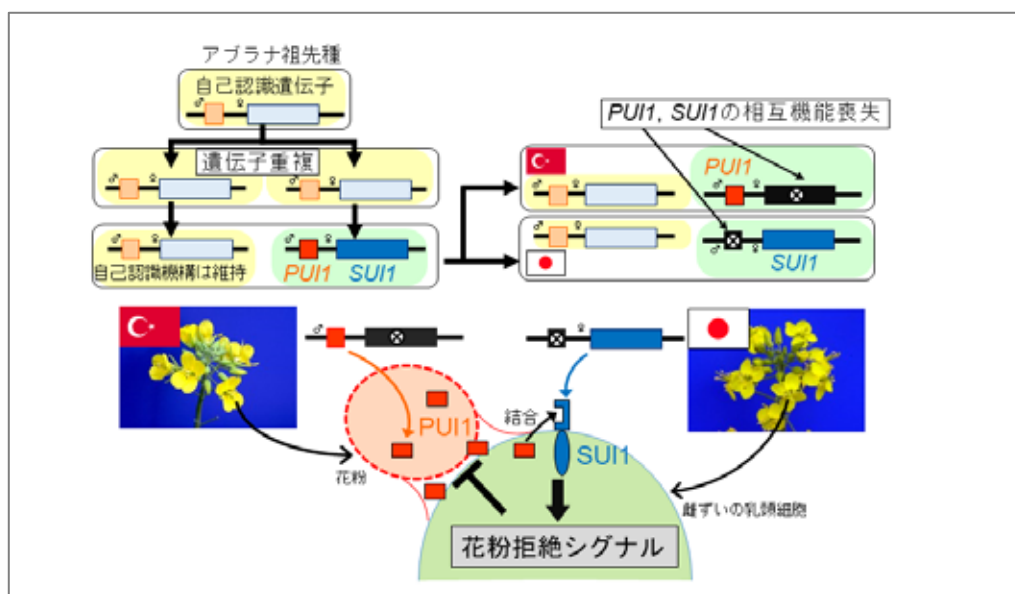 アブラナ祖先種
自己認識遺伝子
♂ ♀
遺伝子重複
♂ ♀ ♂ ♀
♂ ♀ ♂ ♀
自己認識機構は維持 PUI1 SUI1
PUI1, SUI1の相互機能喪失
PUI1
♂ ♀ ♂ ♀
♂ ♀ ♂ ♀
SUI1
♂
♀
PUI1
結合
SUI1
花粉
雌ずいの乳頭細胞
花粉拒絶シグナル